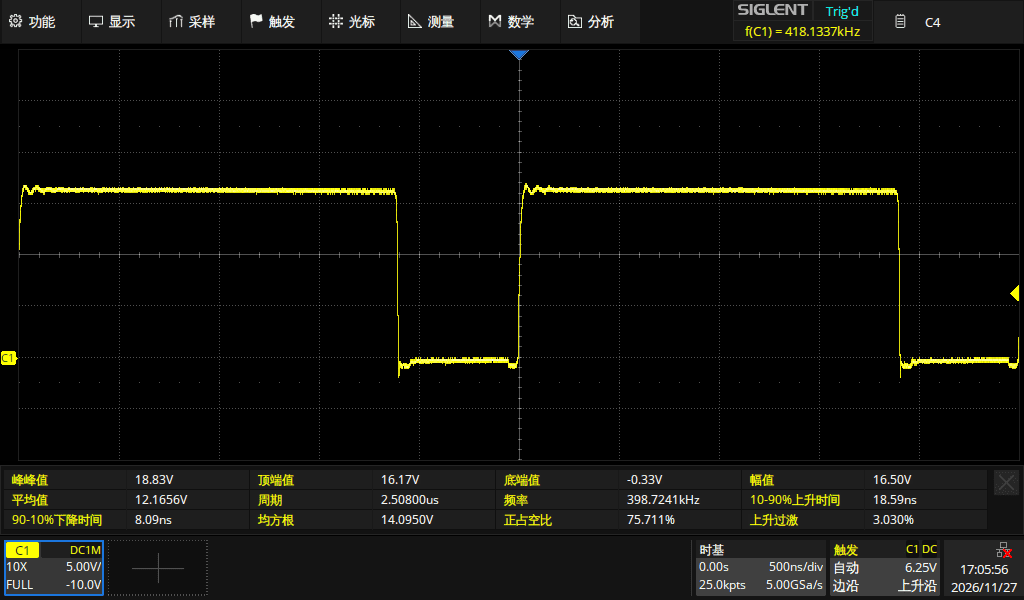 功能 显示 采样 触发 光标 测量 数学 分析 SIGLENT Trig'd C4
f(C1) = 418.1337kHz
C1
峰峰值 18.83V 顶端值 16.17V 底端值 -0.33V 幅值 16.50V
平均值 12.1656V 周期 2.50800us 频率 398.7241kHz 10-90%上升时间 18.59ns
90-10%下降时间 8.09ns 均方根 14.0950V 正占空比 75.711% 上升过激 3.030%
C1 DC1M
10X 5.00V/
FULL -10.0V
时基
0.00s 500ns/div
25.0kpts 5.00GSa/s
触发 C1 DC
自动 6.25V
边沿 上升沿
17:05:56
2026/11/27